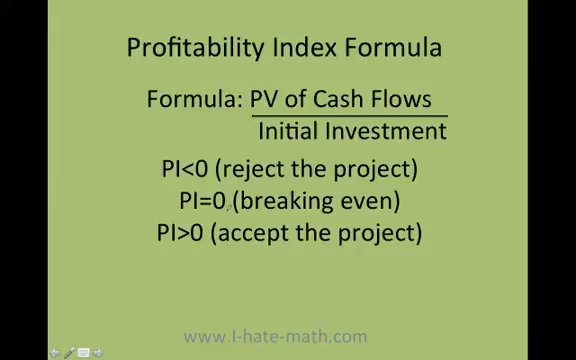 Profitability Index Formula
Formula: PV of Cash Flows
Initial Investment
PI<0 (reject the project)
PI=0 (breaking even)
PI>0 (accept the project)
www.I-hate-math.com